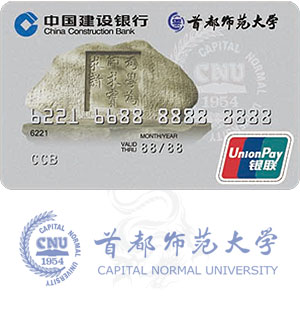 中国建设银行
China Construction Bank
首都师范大学
CNU
1954
6221 6688 8888 8888
6221
MONTH/YEAR
VALID THRU 88/88
CCB
UnionPay
银联
CAPITAL NORMAL UNIVERSITY
CNU
1954
首都师范大学
CAPITAL NORMAL UNIVERSITY